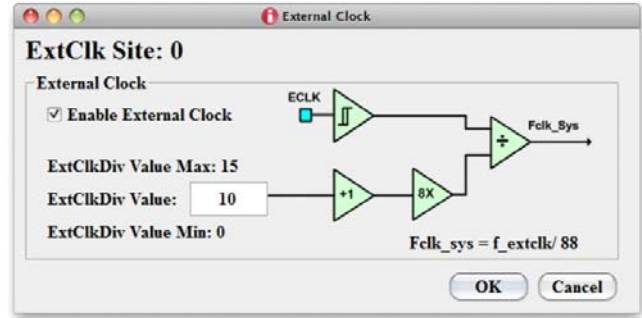 External Clock
ExtClk Site: 0
External Clock
Enable External Clock
ECLK
Fclk_Sys
÷
ExtClkDiv Value Max: 15
ExtClkDiv Value: 10
+1
8X
ExtClkDiv Value Min: 0
Fclk_sys = f_extclk/ 88
OK
Cancel